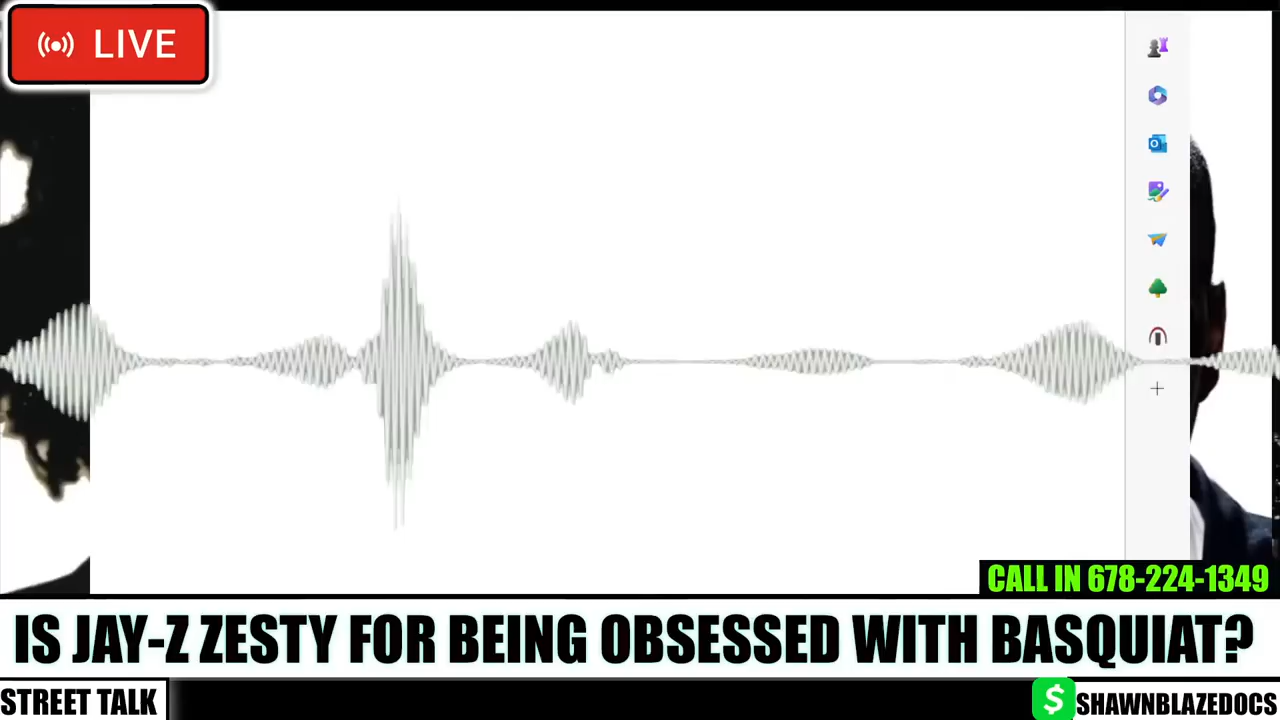 LIVE
CALL IN 678-224-1349
IS JAY-Z ZESTY FOR BEING OBSESSED WITH BASQUIAT?
STREET TALK
$ SHAWNBLAZEDOCS